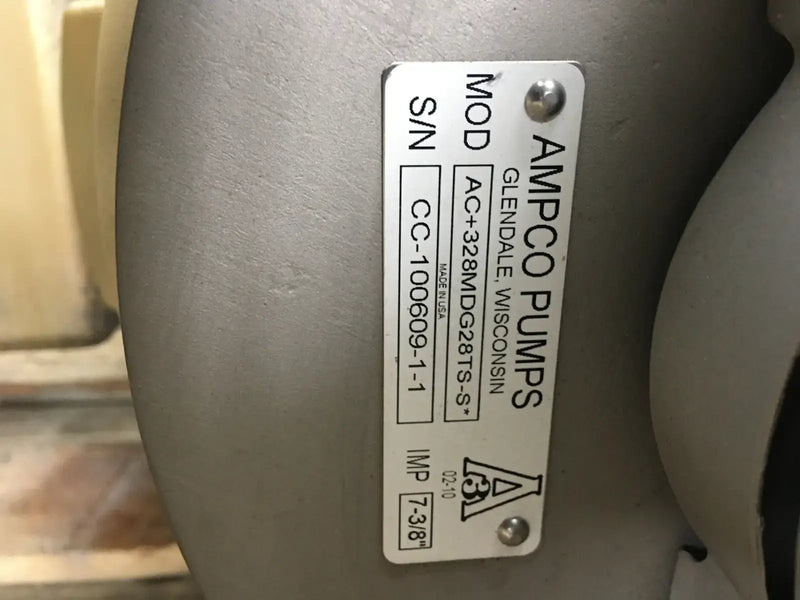 AMPCO PUMPS
GLENDALE, WISCONSIN
MOD AC+328MDG28TS-S*
MADE IN USA
S/N CC-100609-1-1
3A
02-10
IMP 7-3/8"